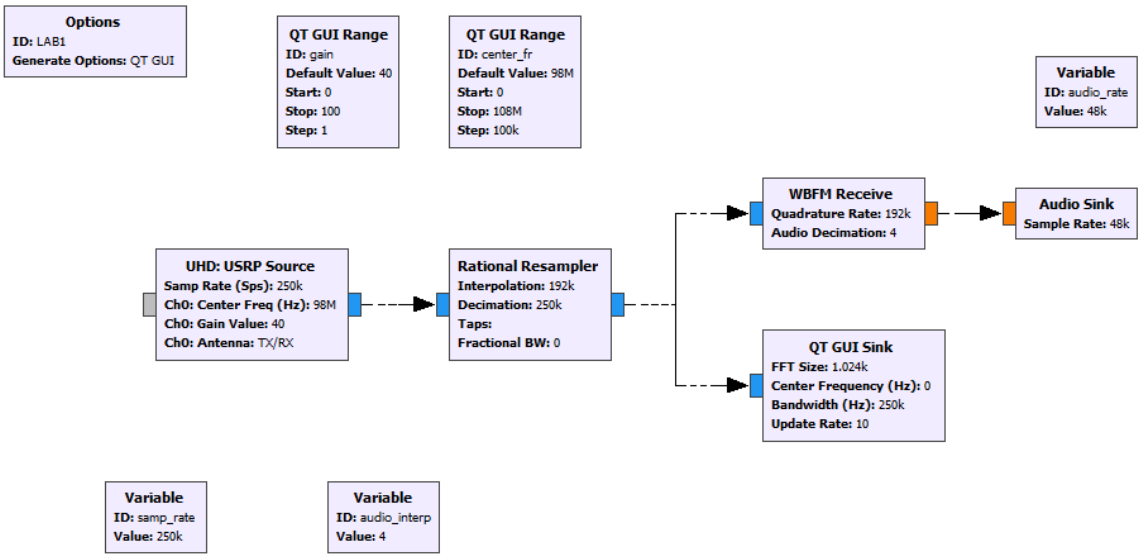 Options
ID: LAB1
Generate Options: QT GUI
QT GUI Range
ID: gain
Default Value: 40
Start: 0
Stop: 100
Step: 1
QT GUI Range
ID: center_fr
Default Value: 98M
Start: 0
Stop: 108M
Step: 100k
Variable
ID: audio_rate
Value: 48k
WBFM Receive
Quadrature Rate: 192k
Audio Decimation: 4
Audio Sink
Sample Rate: 48k
UHD: USRP Source
Samp Rate (Sps): 250k
Ch0: Center Freq (Hz): 98M
Ch0: Gain Value: 40
Ch0: Antenna: TX/RX
Rational Resampler
Interpolation: 192k
Decimation: 250k
Taps:
Fractional BW: 0
QT GUI Sink
FFT Size: 1.024k
Center Frequency (Hz): 0
Bandwidth (Hz): 250k
Update Rate: 10
Variable
ID: samp_rate
Value: 250k
Variable
ID: audio_interp
Value: 4